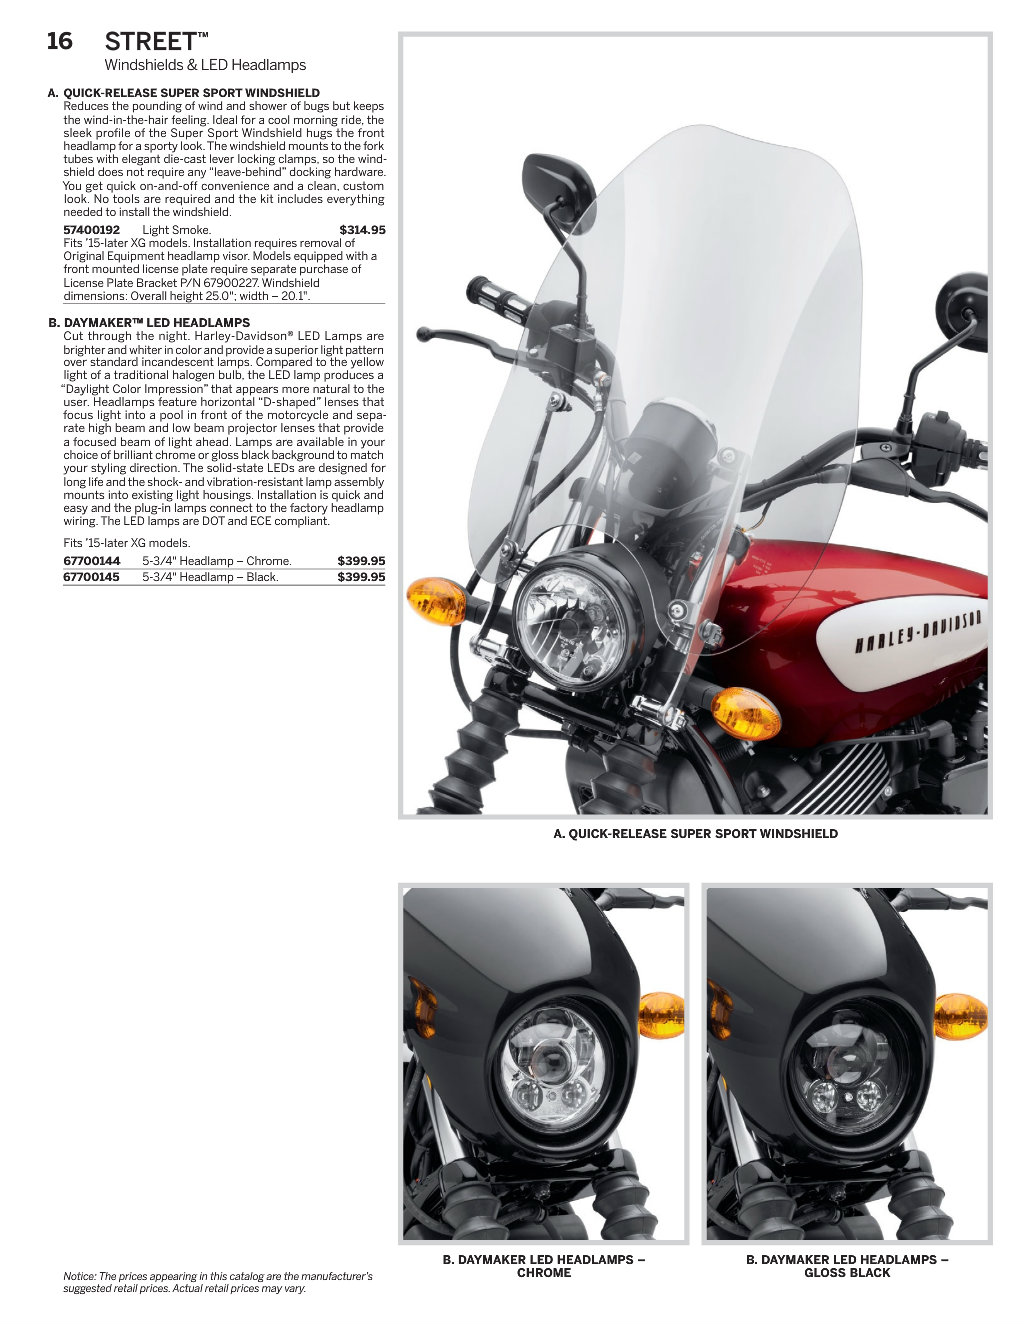 16 STREET™
Windshields & LED Headlamps
A. QUICK-RELEASE SUPER SPORT WINDSHIELD
Reduces the pounding of wind and shower of bugs but keeps
the wind-in-the-hair feeling. Ideal for a cool morning ride, the
sleek profile of the Super Sport Windshield hugs the front
headlamp for a sporty look. The windshield mounts to the fork
tubes with elegant die-cast lever locking clamps, so the wind-
shield does not require any “leave-behind” docking hardware.
You get quick on-and-off convenience and a clean, custom
look. No tools are required and the kit includes everything
needed to install the windshield.
57400192 Light Smoke. $314.95
Fits ’15-later XG models. Installation requires removal of
Original Equipment headlamp visor. Models equipped with a
front mounted license plate require separate purchase of
License Plate Bracket P/N 67900227. Windshield
dimensions: Overall height 25.0"; width – 20.1".
B. DAYMAKER™ LED HEADLAMPS
Cut through the night. Harley-Davidson® LED Lamps are
brighter and whiter in color and provide a superior light pattern
over standard incandescent lamps. Compared to the yellow
light of a traditional halogen bulb, the LED lamp produces a
“Daylight Color Impression” that appears more natural to the
user. Headlamps feature horizontal “D-shaped” lenses that
focus light into a pool in front of the motorcycle and sepa-
rate high beam and low beam projector lenses that provide
a focused beam of light ahead. Lamps are available in your
choice of brilliant chrome or gloss black background to match
your styling direction. The solid-state LEDs are designed for
long life and the shock- and vibration-resistant lamp assembly
mounts into existing light housings. Installation is quick and
easy and the plug-in lamps connect to the factory headlamp
wiring. The LED lamps are DOT and ECE compliant.
Fits ’15-later XG models.
67700144 5-3/4" Headlamp – Chrome. $399.95
67700145 5-3/4" Headlamp – Black. $399.95
HARLEY-DAVIDSON
A. QUICK-RELEASE SUPER SPORT WINDSHIELD
B. DAYMAKER LED HEADLAMPS –
CHROME
B. DAYMAKER LED HEADLAMPS –
GLOSS BLACK
Notice: The prices appearing in this catalog are the manufacturer’s
suggested retail prices. Actual retail prices may vary.